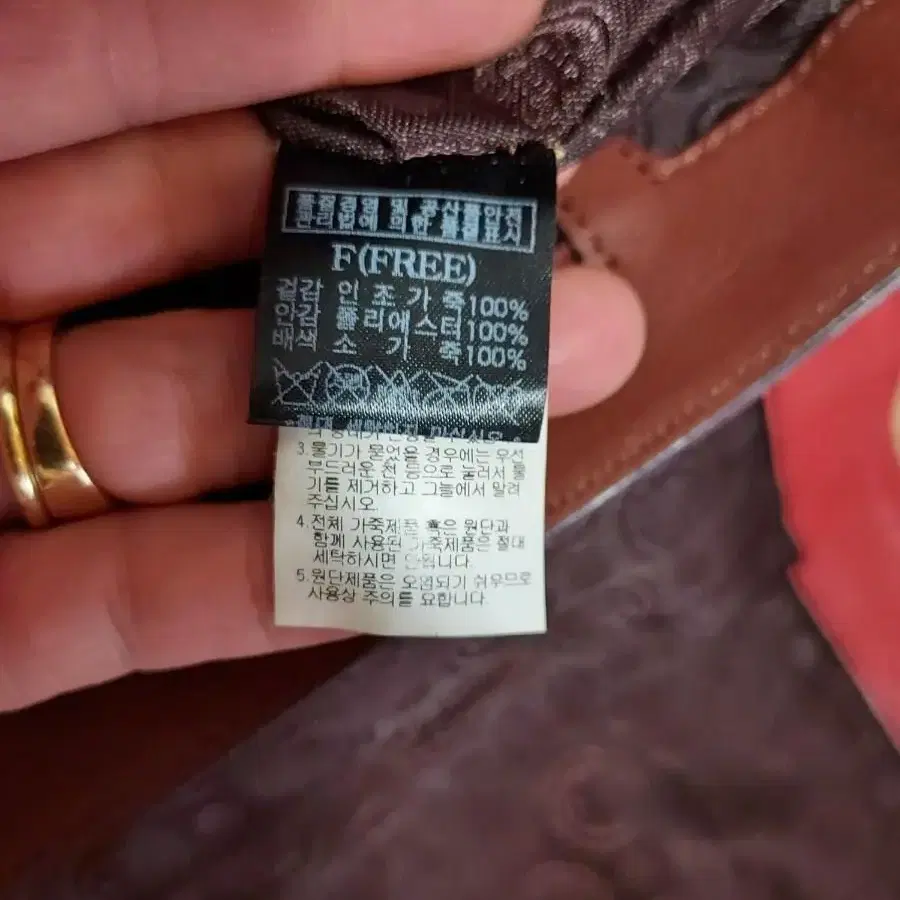 품질경영 및 공산품안전
관리법에 의한 품질표시
F(FREE)
겉감 인 조 가 죽100%
안감 폴리에스터100%
배색 소 가 죽100%
3.물기가 묻었을 경우에는 우선
부드러운 천 등으로 눌러서 물
기를 제거하고 그늘에서 말려
주십시오.
4.전체 가죽제품 혹은 원단과
함께 사용된 가죽제품은 절대
세탁하시면 안됩니다.
5.원단제품은 오염되기 쉬우므로
사용상 주의를 요합니다.